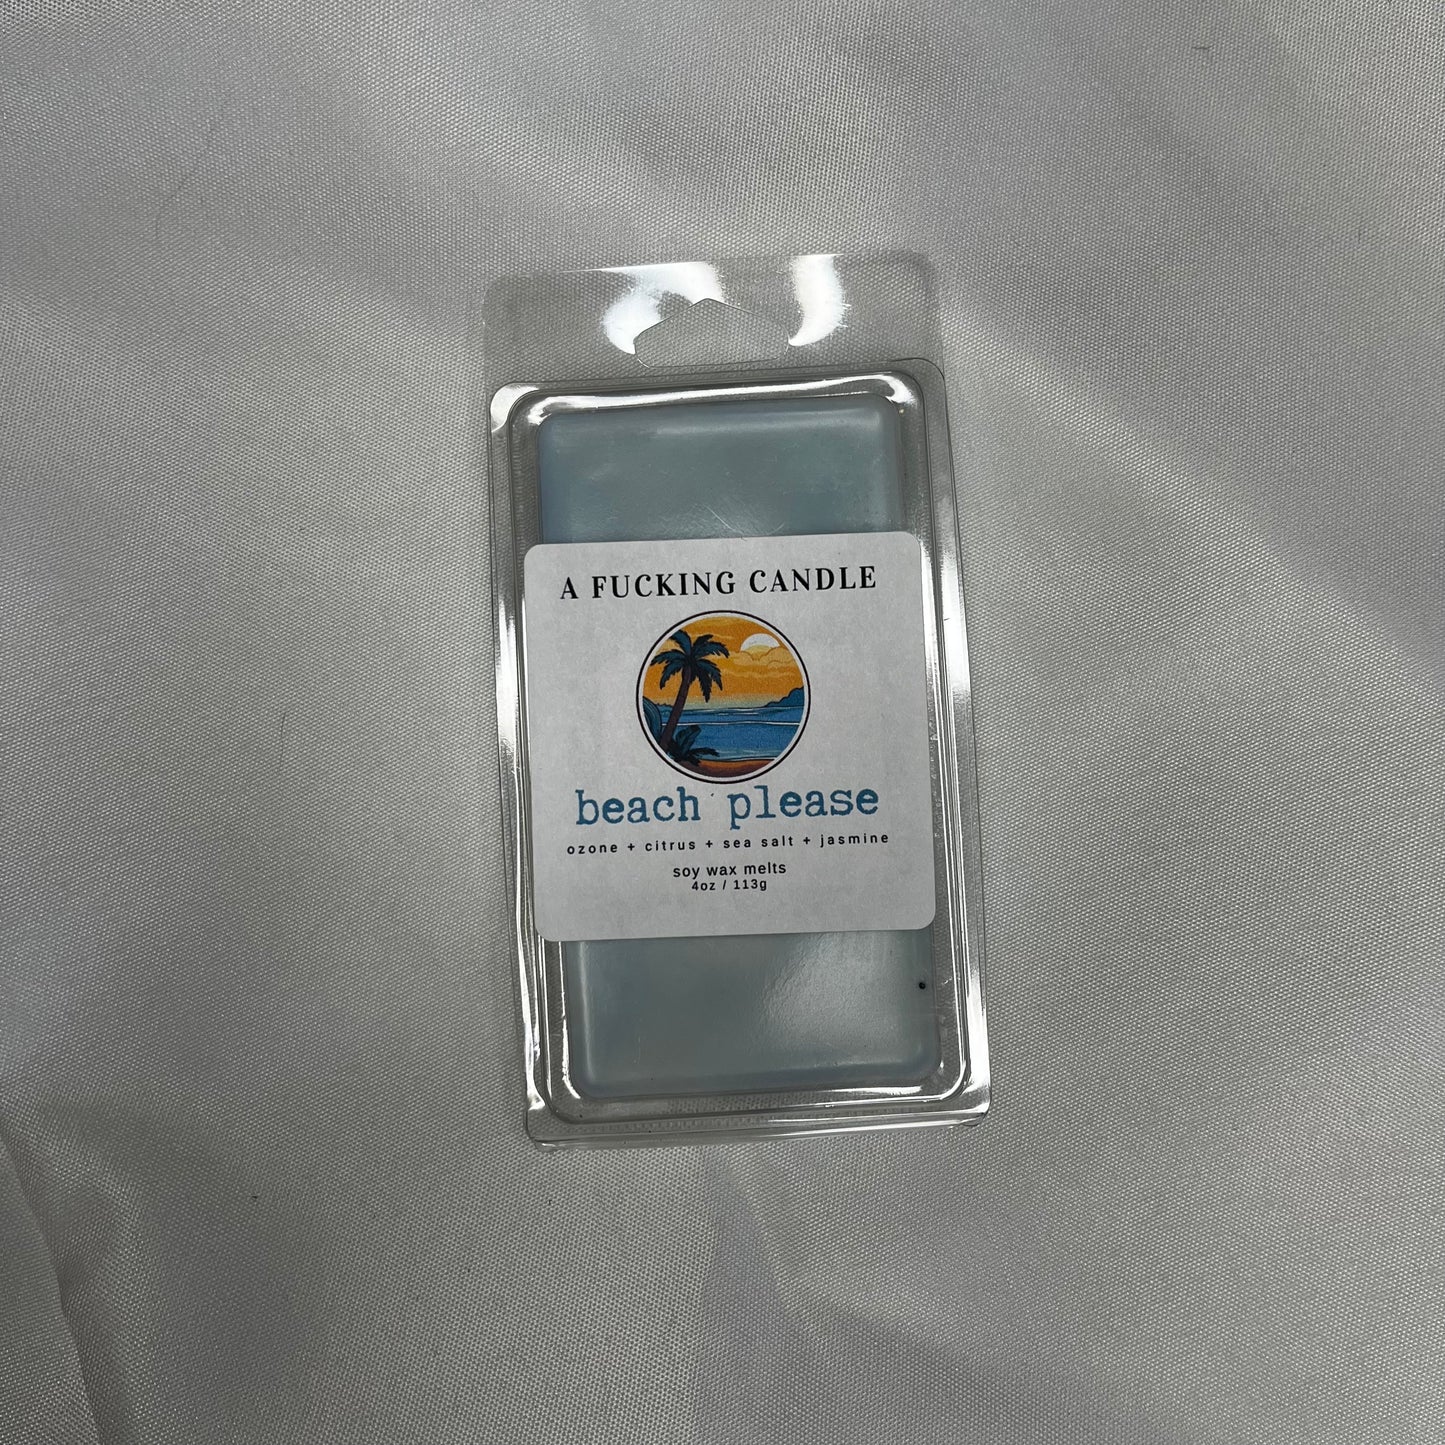 A FUCKING CANDLE
beach please
ozone + citrus + sea salt + jasmine
soy wax melts
4oz / 113g